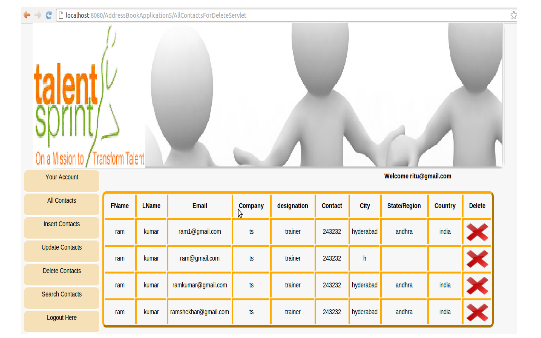 localhost:8080/AddressBookApplicationS/AllContactsForDeleteServlet
talent
sprint
On a Mission to Transform Talent
Welcome ritu@gmail.com
Your Account
All Contacts
Insert Contacts
Update Contacts
Delete Contacts
Search Contacts
Logout Here
FName LName Email Company designation Contact City State/Region Country Delete
ram kumar ram1@gmail.com ts trainer 243232 hyderabad andhra india
ram kumar ram@gmail.com ts trainer 243232 h
ram kumar ramkumar@gmail.com ts trainer 243232 hyderabad andhra india
ram kumar ramshekhar@gmail.com ts trainer 243232 hyderabad andhra india